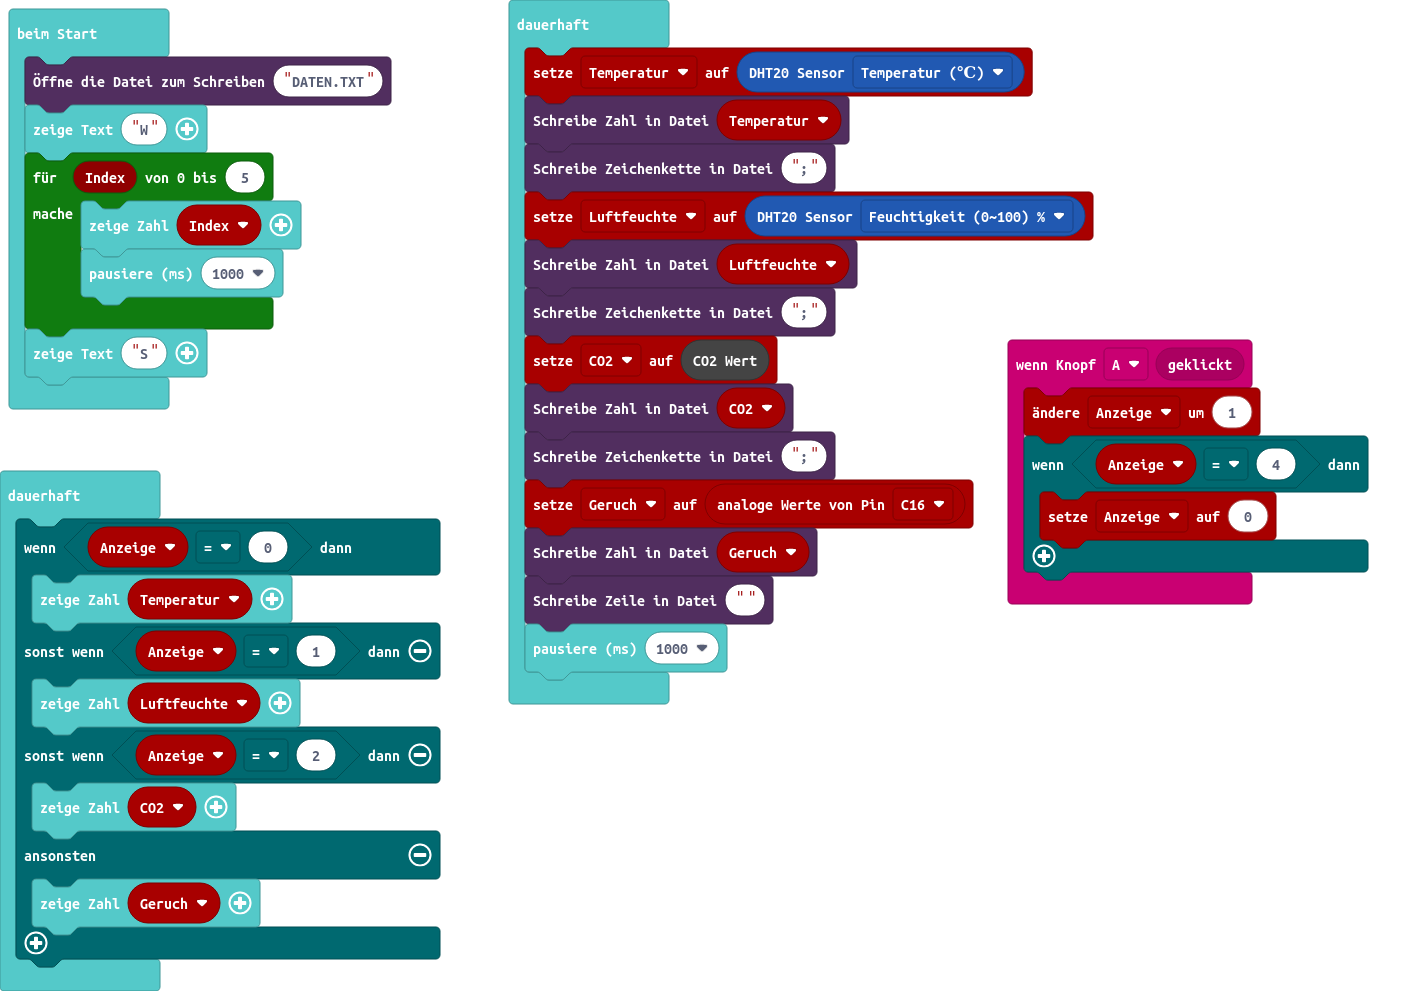 beim Start
Öffne die Datei zum Schreiben "DATEN.TXT"
zeige Text "W"
für Index von 0 bis 5
mache
zeige Zahl Index
pausiere (ms) 1000
zeige Text "S"
dauerhaft
wenn Anzeige = 0 dann
zeige Zahl Temperatur
sonst wenn Anzeige = 1 dann
zeige Zahl Luftfeuchte
sonst wenn Anzeige = 2 dann
zeige Zahl CO2
ansonsten
zeige Zahl Geruch
dauerhaft
setze Temperatur auf DHT20 Sensor Temperatur (℃)
Schreibe Zahl in Datei Temperatur
Schreibe Zeichenkette in Datei ";"
setze Luftfeuchte auf DHT20 Sensor Feuchtigkeit (0~100) %
Schreibe Zahl in Datei Luftfeuchte
Schreibe Zeichenkette in Datei ";"
setze CO2 auf CO2 Wert
Schreibe Zahl in Datei CO2
Schreibe Zeichenkette in Datei ";"
setze Geruch auf analoge Werte von Pin C16
Schreibe Zahl in Datei Geruch
Schreibe Zeile in Datei " "
pausiere (ms) 1000
wenn Knopf A geklickt
ändere Anzeige um 1
wenn Anzeige = 4 dann
setze Anzeige auf 0